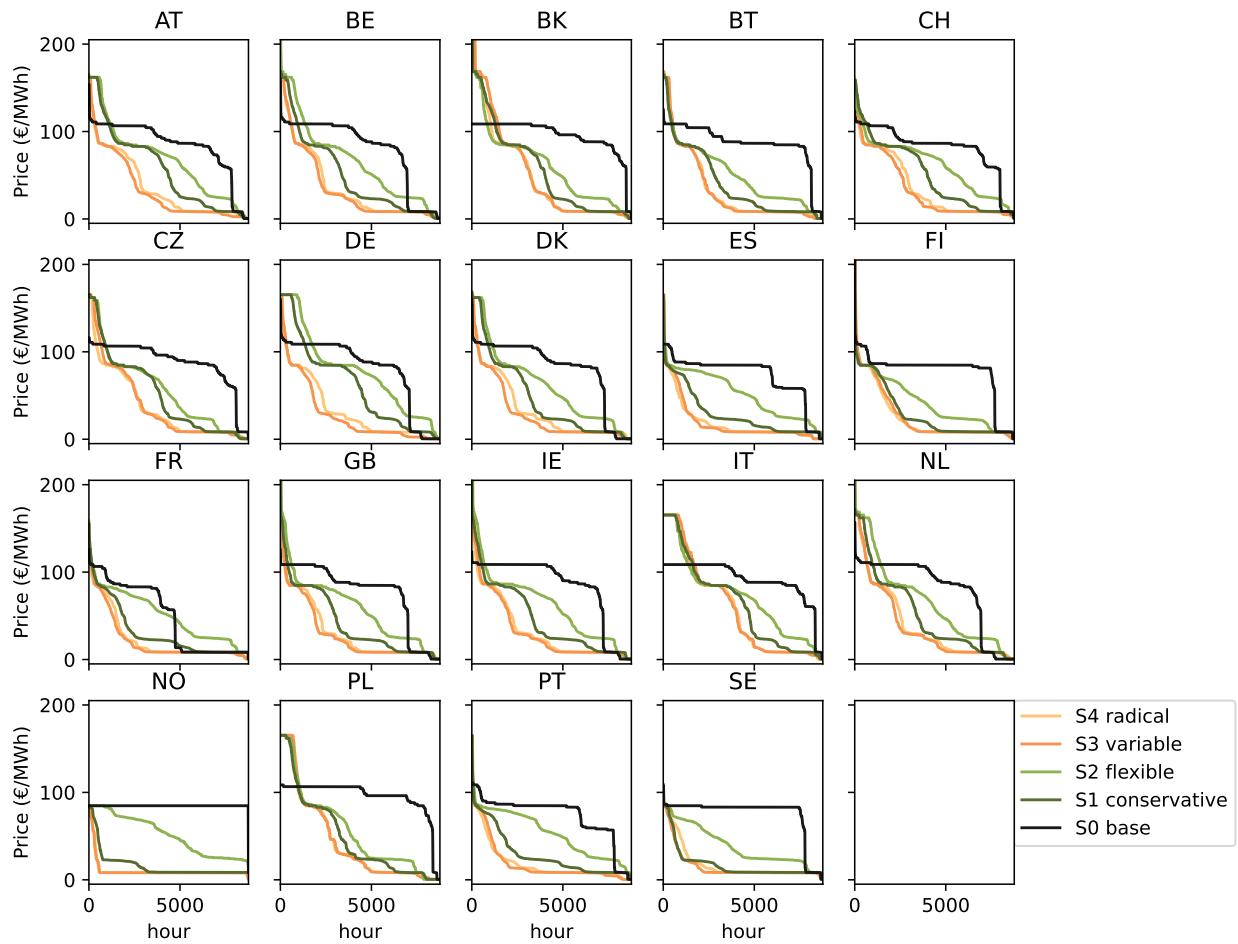 AT BE BK BT CH
200
100
0
Price (€/MWh)
CZ DE DK ES FI
200
100
0
Price (€/MWh)
FR GB IE IT NL
200
100
0
Price (€/MWh)
NO PL PT SE
200
100
0
Price (€/MWh)
S4 radical
S3 variable
S2 flexible
S1 conservative
S0 base
0 5000 0 5000 0 5000 0 5000 0 5000
hour hour hour hour hour